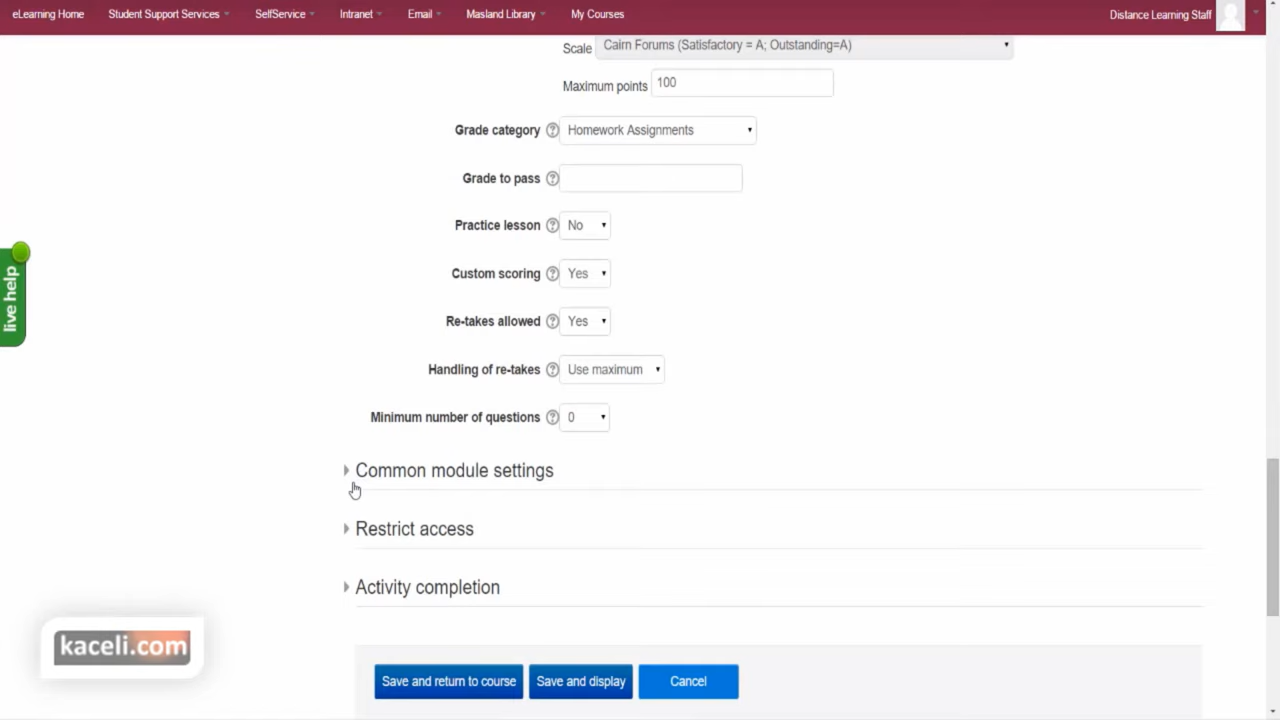 eLearning Home Student Support Services SelfService Intranet Email Masland Library My Courses Distance Learning Staff
Scale Cairn Forums (Satisfactory = A; Outstanding=A)
Maximum points 100
Grade category Homework Assignments
Grade to pass
Practice lesson No
Custom scoring Yes
Re-takes allowed Yes
Handling of re-takes Use maximum
Minimum number of questions 0
Common module settings
Restrict access
Activity completion
Save and return to course Save and display Cancel
live help
kaceli.com